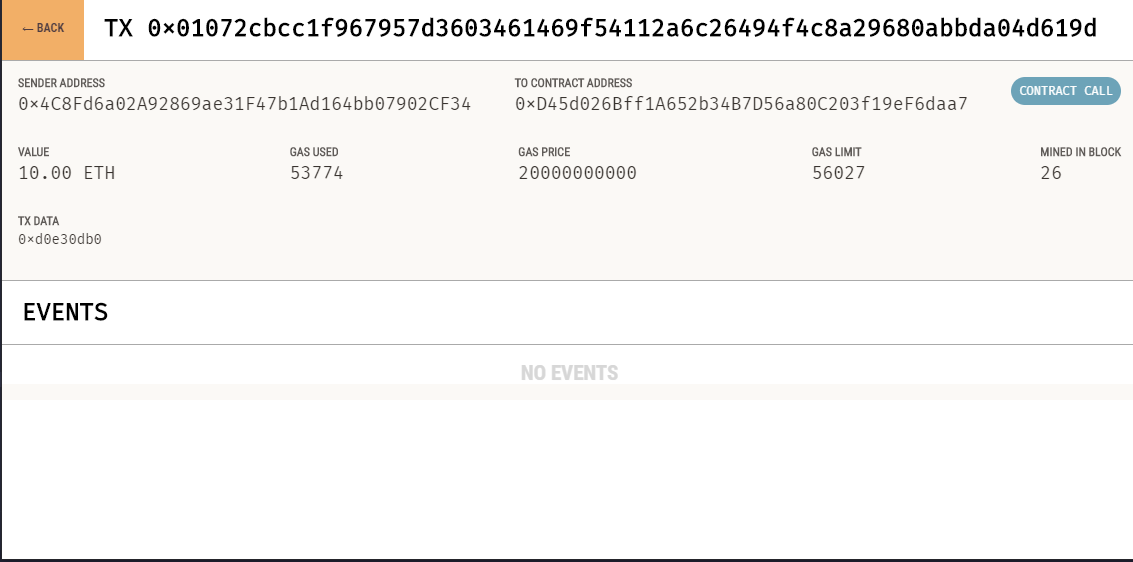 ← BACK
TX 0×01072cbcc1f967957d3603461469f54112a6c26494f4c8a29680abbda04d619d
SENDER ADDRESS
0×4C8Fd6a02A92869ae31F47b1Ad164bb07902CF34
TO CONTRACT ADDRESS
0×D45d026Bff1A652b34B7D56a80C203f19eF6daa7
CONTRACT CALL
VALUE
10.00 ETH
GAS USED
53774
GAS PRICE
20000000000
GAS LIMIT
56027
MINED IN BLOCK
26
TX DATA
0×d0e30db0
EVENTS
NO EVENTS